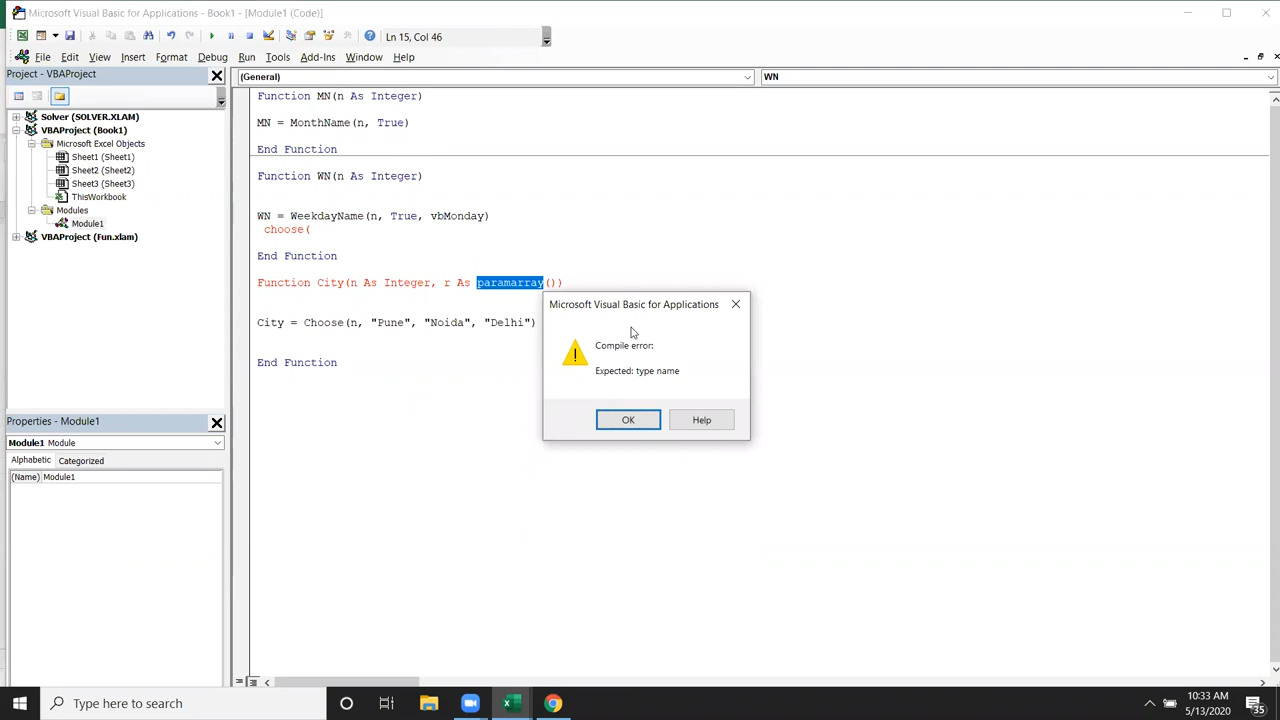 Microsoft Visual Basic for Applications - Book1 - [Module1 (Code)]
Ln 15, Col 46
File Edit View Insert Format Debug Run Tools Add-Ins Window Help
Project - VBAProject
(General)
WN
Solver (SOLVER.XLAM)
VBAProject (Book1)
Microsoft Excel Objects
Sheet1 (Sheet1)
Sheet2 (Sheet2)
Sheet3 (Sheet3)
ThisWorkbook
Modules
Module1
VBAProject (Fun.xlam)
Function MN(n As Integer)
MN = MonthName(n, True)
End Function
Function WN(n As Integer)
WN = WeekdayName(n, True, vbMonday)
choose(
End Function
Function City(n As Integer, r As paramarray())
City = Choose(n, "Pune", "Noida", "Delhi")
End Function
Microsoft Visual Basic for Applications
Compile error:
Expected: type name
OK
Help
Properties - Module1
Module1 Module
Alphabetic Categorized
(Name) Module1
Type here to search
10:33 AM
5/13/2020
35